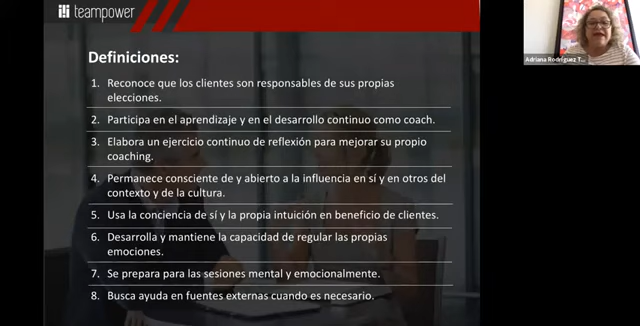 teampower
Definiciones:
1. Reconoce que los clientes son responsables de sus propias
elecciones.
2. Participa en el aprendizaje y en el desarrollo continuo como coach.
3. Elabora un ejercicio continuo de reflexión para mejorar su propio
coaching.
4. Permanece consciente de y abierto a la influencia en sí y en otros del
contexto y de la cultura.
5. Usa la conciencia de sí y la propia intuición en beneficio de clientes.
6. Desarrolla y mantiene la capacidad de regular las propias
emociones.
7. Se prepara para las sesiones mental y emocionalmente.
8. Busca ayuda en fuentes externas cuando es necesario.
Adriana Rodríguez T...